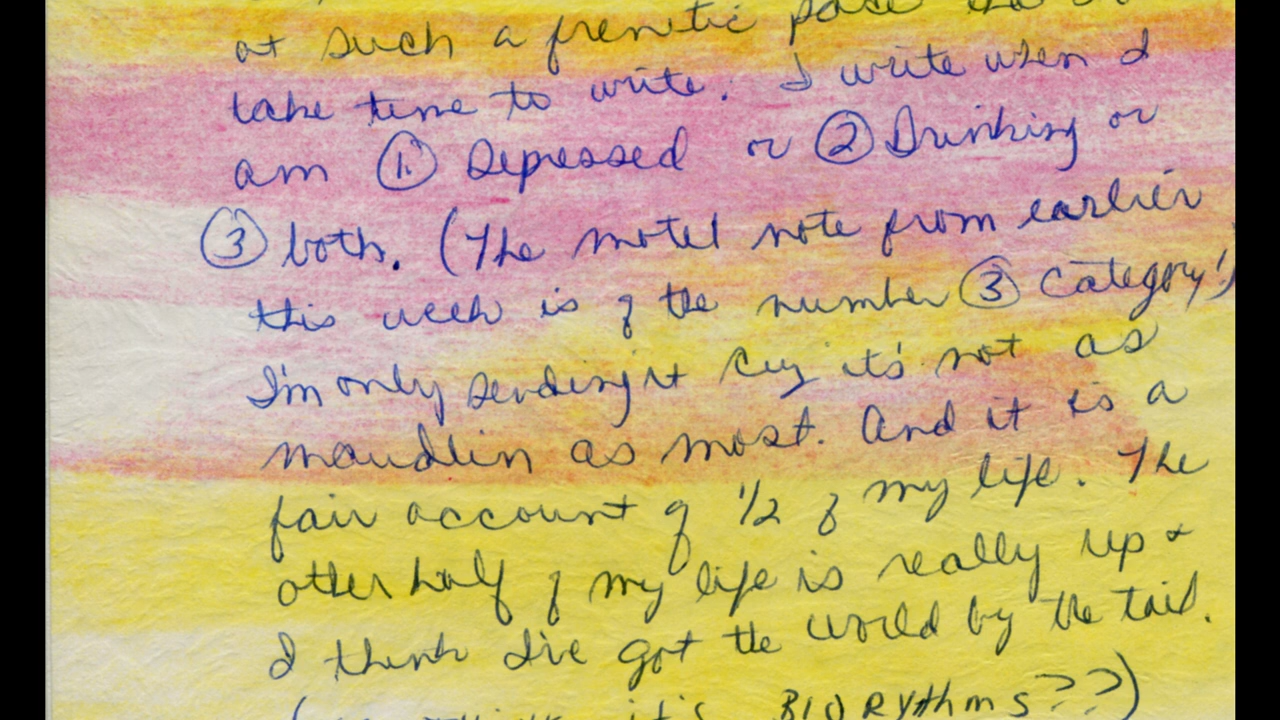 at such a frenetic pace
take time to write. I write when I
am ① Depressed or ② Drinking or
③ both. (The motel note from earlier
this week is of the number ③ Category!)
I'm only sending it cuz it's not as
maudlin as most. And it is a
fair account of 1/2 of my life. The
other half of my life is really up &
I think I've got the world by the tail.
think it's BIORYthms??)